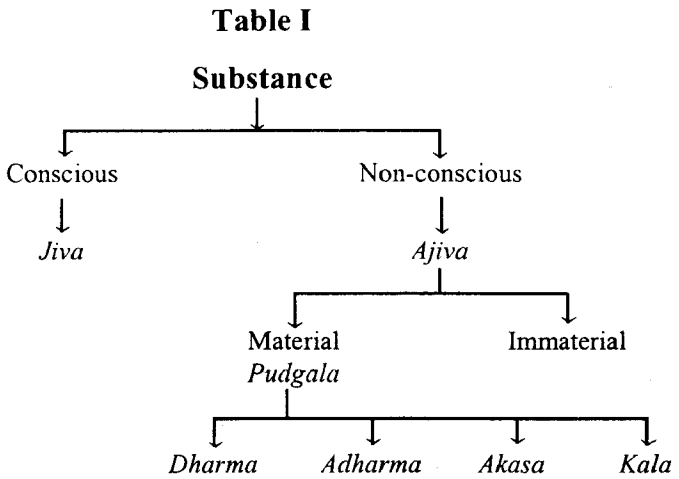 Table I
Substance
Conscious Non-conscious
Jiva Ajiva
Material Immaterial
Pudgala
Dharma Adharma Akasa Kala